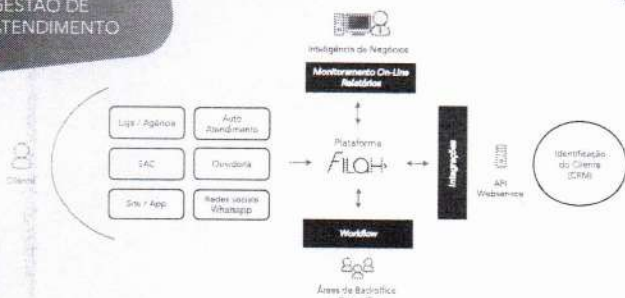 GESTÃO DE
ATENDIMENTO
Inteligência de Negócios
Monitoramento On-Line
Relatórios
Loja / Agência
Auto
Atendimento
SAC
Ouvidoria
Site / App
Redes sociais
Whatsapp
Cliente
Plataforma
FILAH
Integrações
API
Webservice
Identificação
do Cliente
(CRM)
Workflow
Áreas de Backoffice